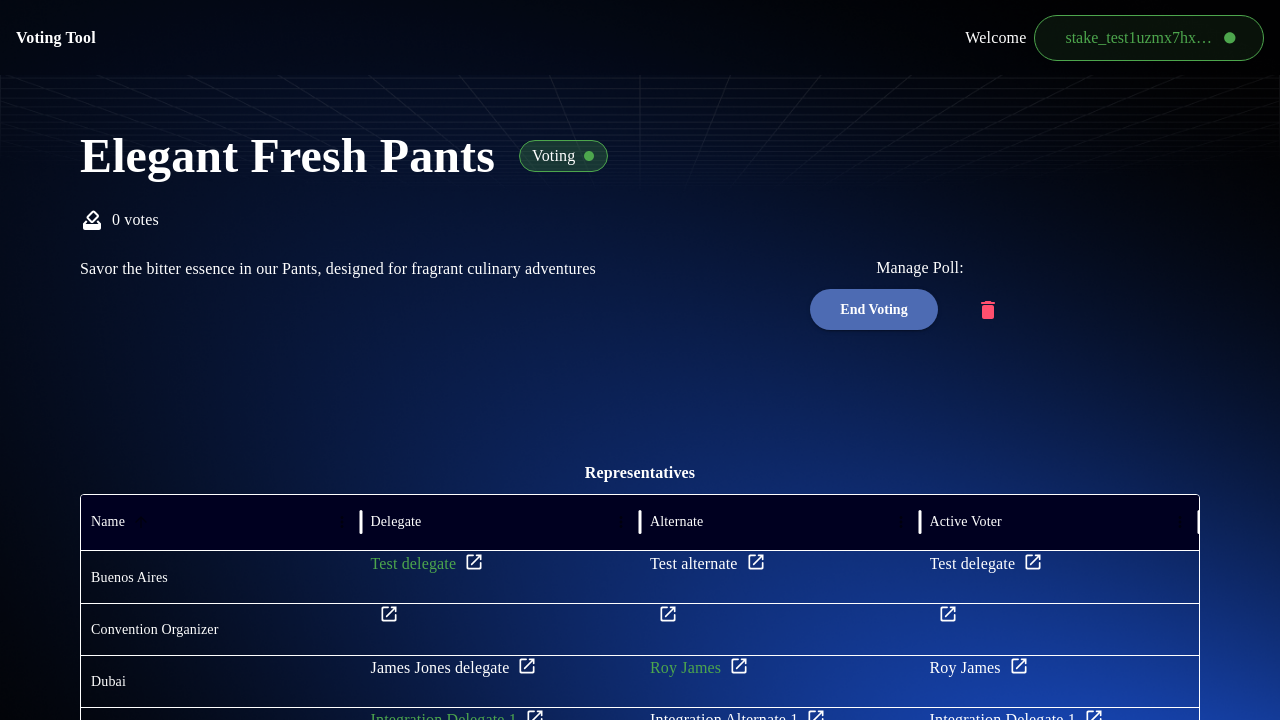 Voting Tool
Welcome stake_test1uzmx7hx…
Elegant Fresh Pants
Voting
0 votes
Savor the bitter essence in our Pants, designed for fragrant culinary adventures
Manage Poll:
End Voting
Representatives
Name Delegate Alternate Active Voter
Buenos Aires Test delegate Test alternate Test delegate
Convention Organizer
Dubai James Jones delegate Roy James Roy James
Integration Delegate 1 Integration Alternate 1 Integration Delegate 1